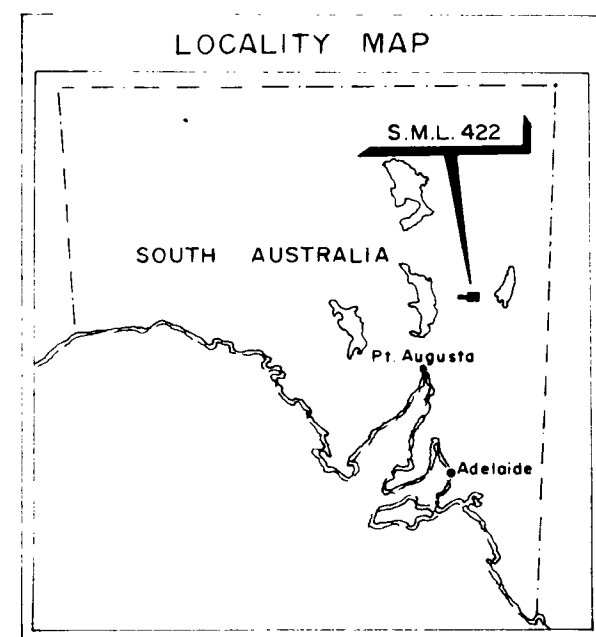 LOCALITY MAP
S.M.L. 422
SOUTH AUSTRALIA
Pt. Augusta
Adelaide